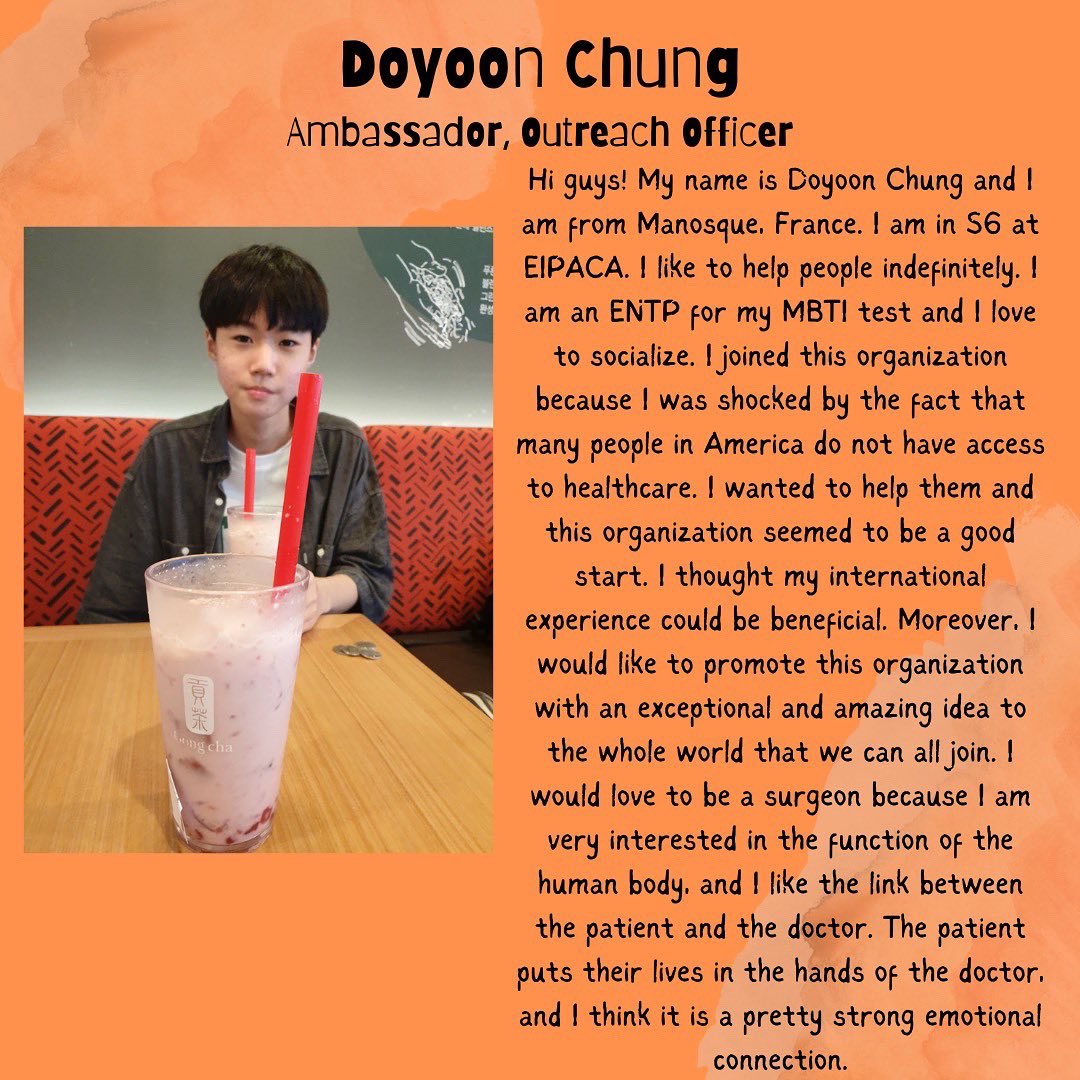 Doyoon Chung
Ambassador, Outreach Officer
Hi guys! My name is Doyoon Chung and I
am from Manosque, France. I am in S6 at
EIPACA. I like to help people indefinitely. I
am an ENTP for my MBTI test and I love
to socialize. I joined this organization
because I was shocked by the fact that
many people in America do not have access
to healthcare. I wanted to help them and
this organization seemed to be a good
start. I thought my international
experience could be beneficial. Moreover, I
would like to promote this organization
with an exceptional and amazing idea to
the whole world that we can all join. I
would love to be a surgeon because I am
very interested in the function of the
human body, and I like the link between
the patient and the doctor. The patient
puts their lives in the hands of the doctor,
and I think it is a pretty strong emotional
connection.
貢茶
Gong cha